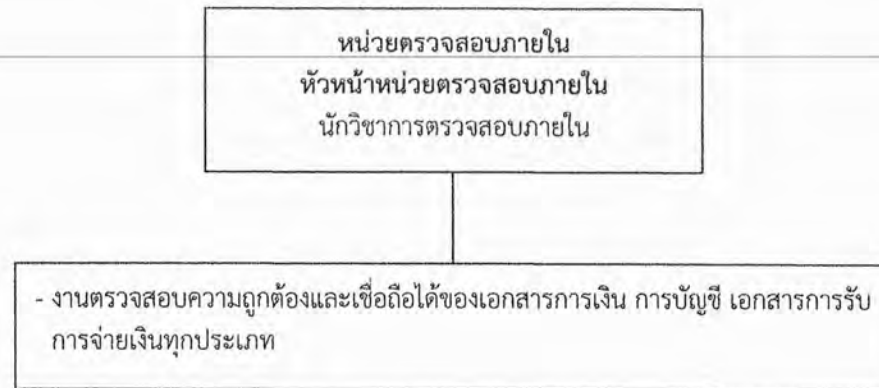 หน่วยตรวจสอบภายใน
หัวหน้าหน่วยตรวจสอบภายใน
นักวิชาการตรวจสอบภายใน
- งานตรวจสอบความถูกต้องและเชื่อถือได้ของเอกสารการเงิน การบัญชี เอกสารการรับ
การจ่ายเงินทุกประเภท